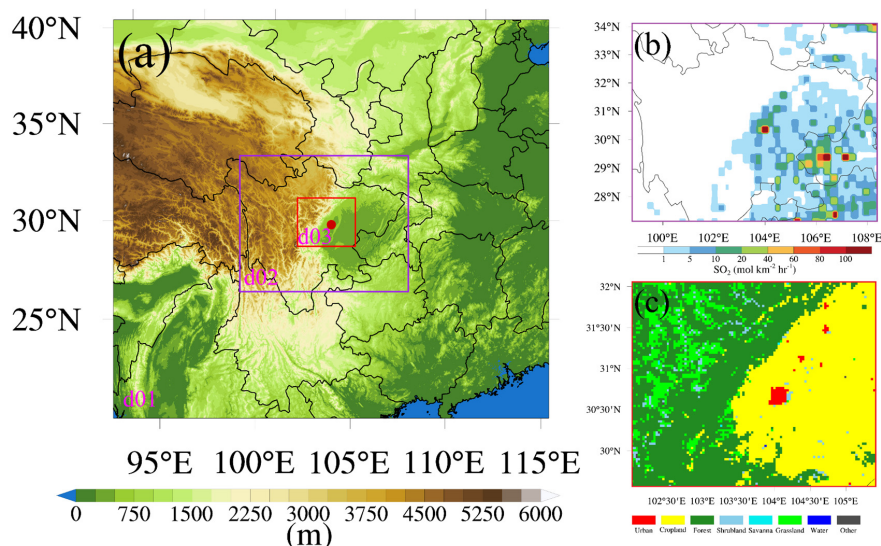 (a)
40°N
35°N
30°N
25°N
d03
d02
d01
95°E 100°E 105°E 110°E 115°E
0 750 1500 2250 3000 3750 4500 5250 6000
(m)
(b)
34°N
33°N
32°N
31°N
30°N
29°N
28°N
100°E 102°E 104°E 106°E 108°E
1 5 10 20 40 60 80 100
SO₂ (mol km⁻² hr⁻¹)
(c)
32°N
31°30'N
31°N
30°30'N
30°N
102°30'E 103°E 103°30'E 104°E 104°30'E 105°E
Urban Cropland Forest Shrubland Savanna Grassland Water Other